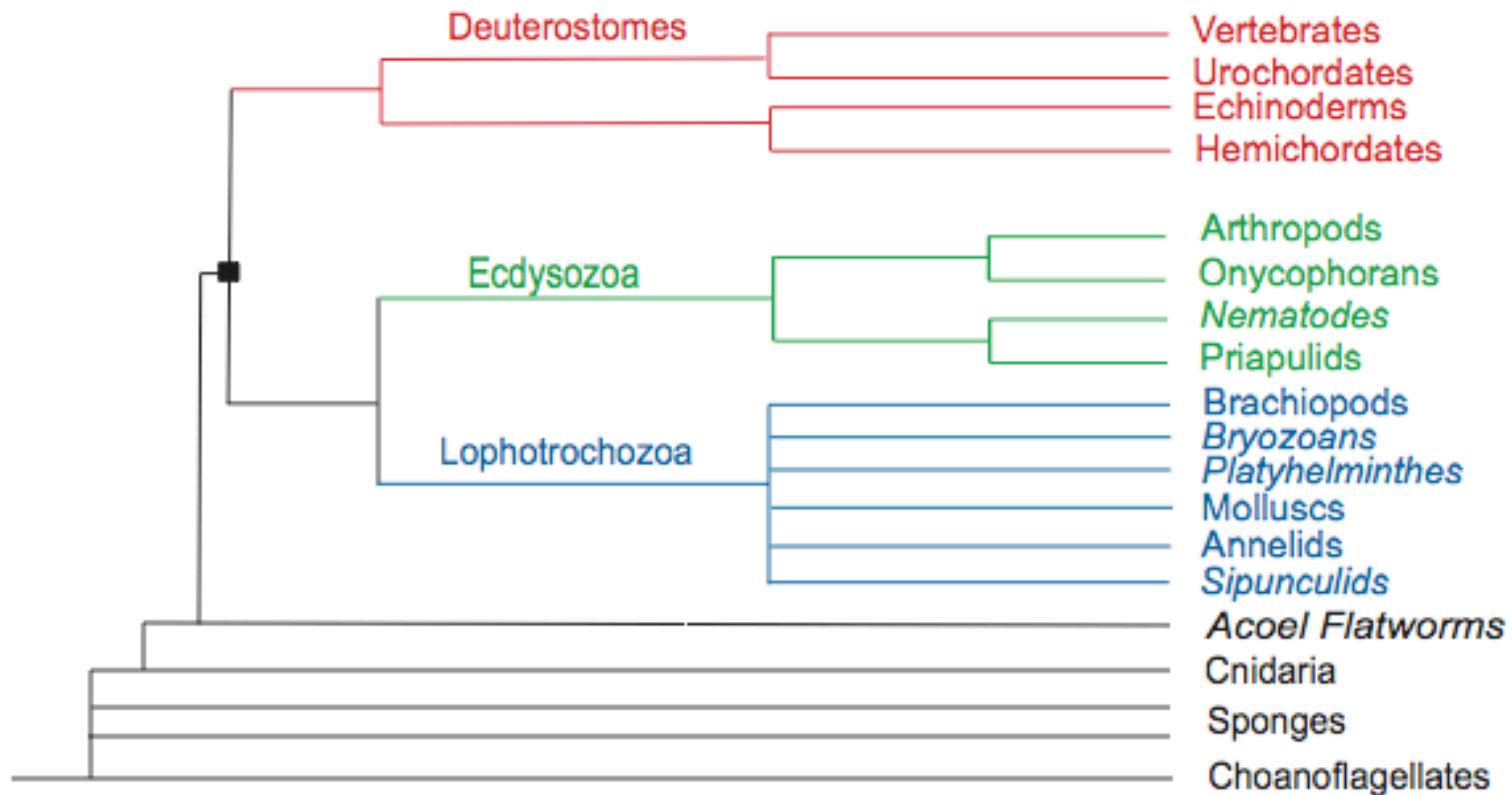 Deuterostomes
Vertebrates
Urochordates
Echinoderms
Hemichordates
Ecdysozoa
Arthropods
Onycophorans
Nematodes
Priapulids
Lophotrochozoa
Brachiopods
Bryozoans
Platyhelminthes
Molluscs
Annelids
Sipunculids
Acoel Flatworms
Cnidaria
Sponges
Choanoflagellates